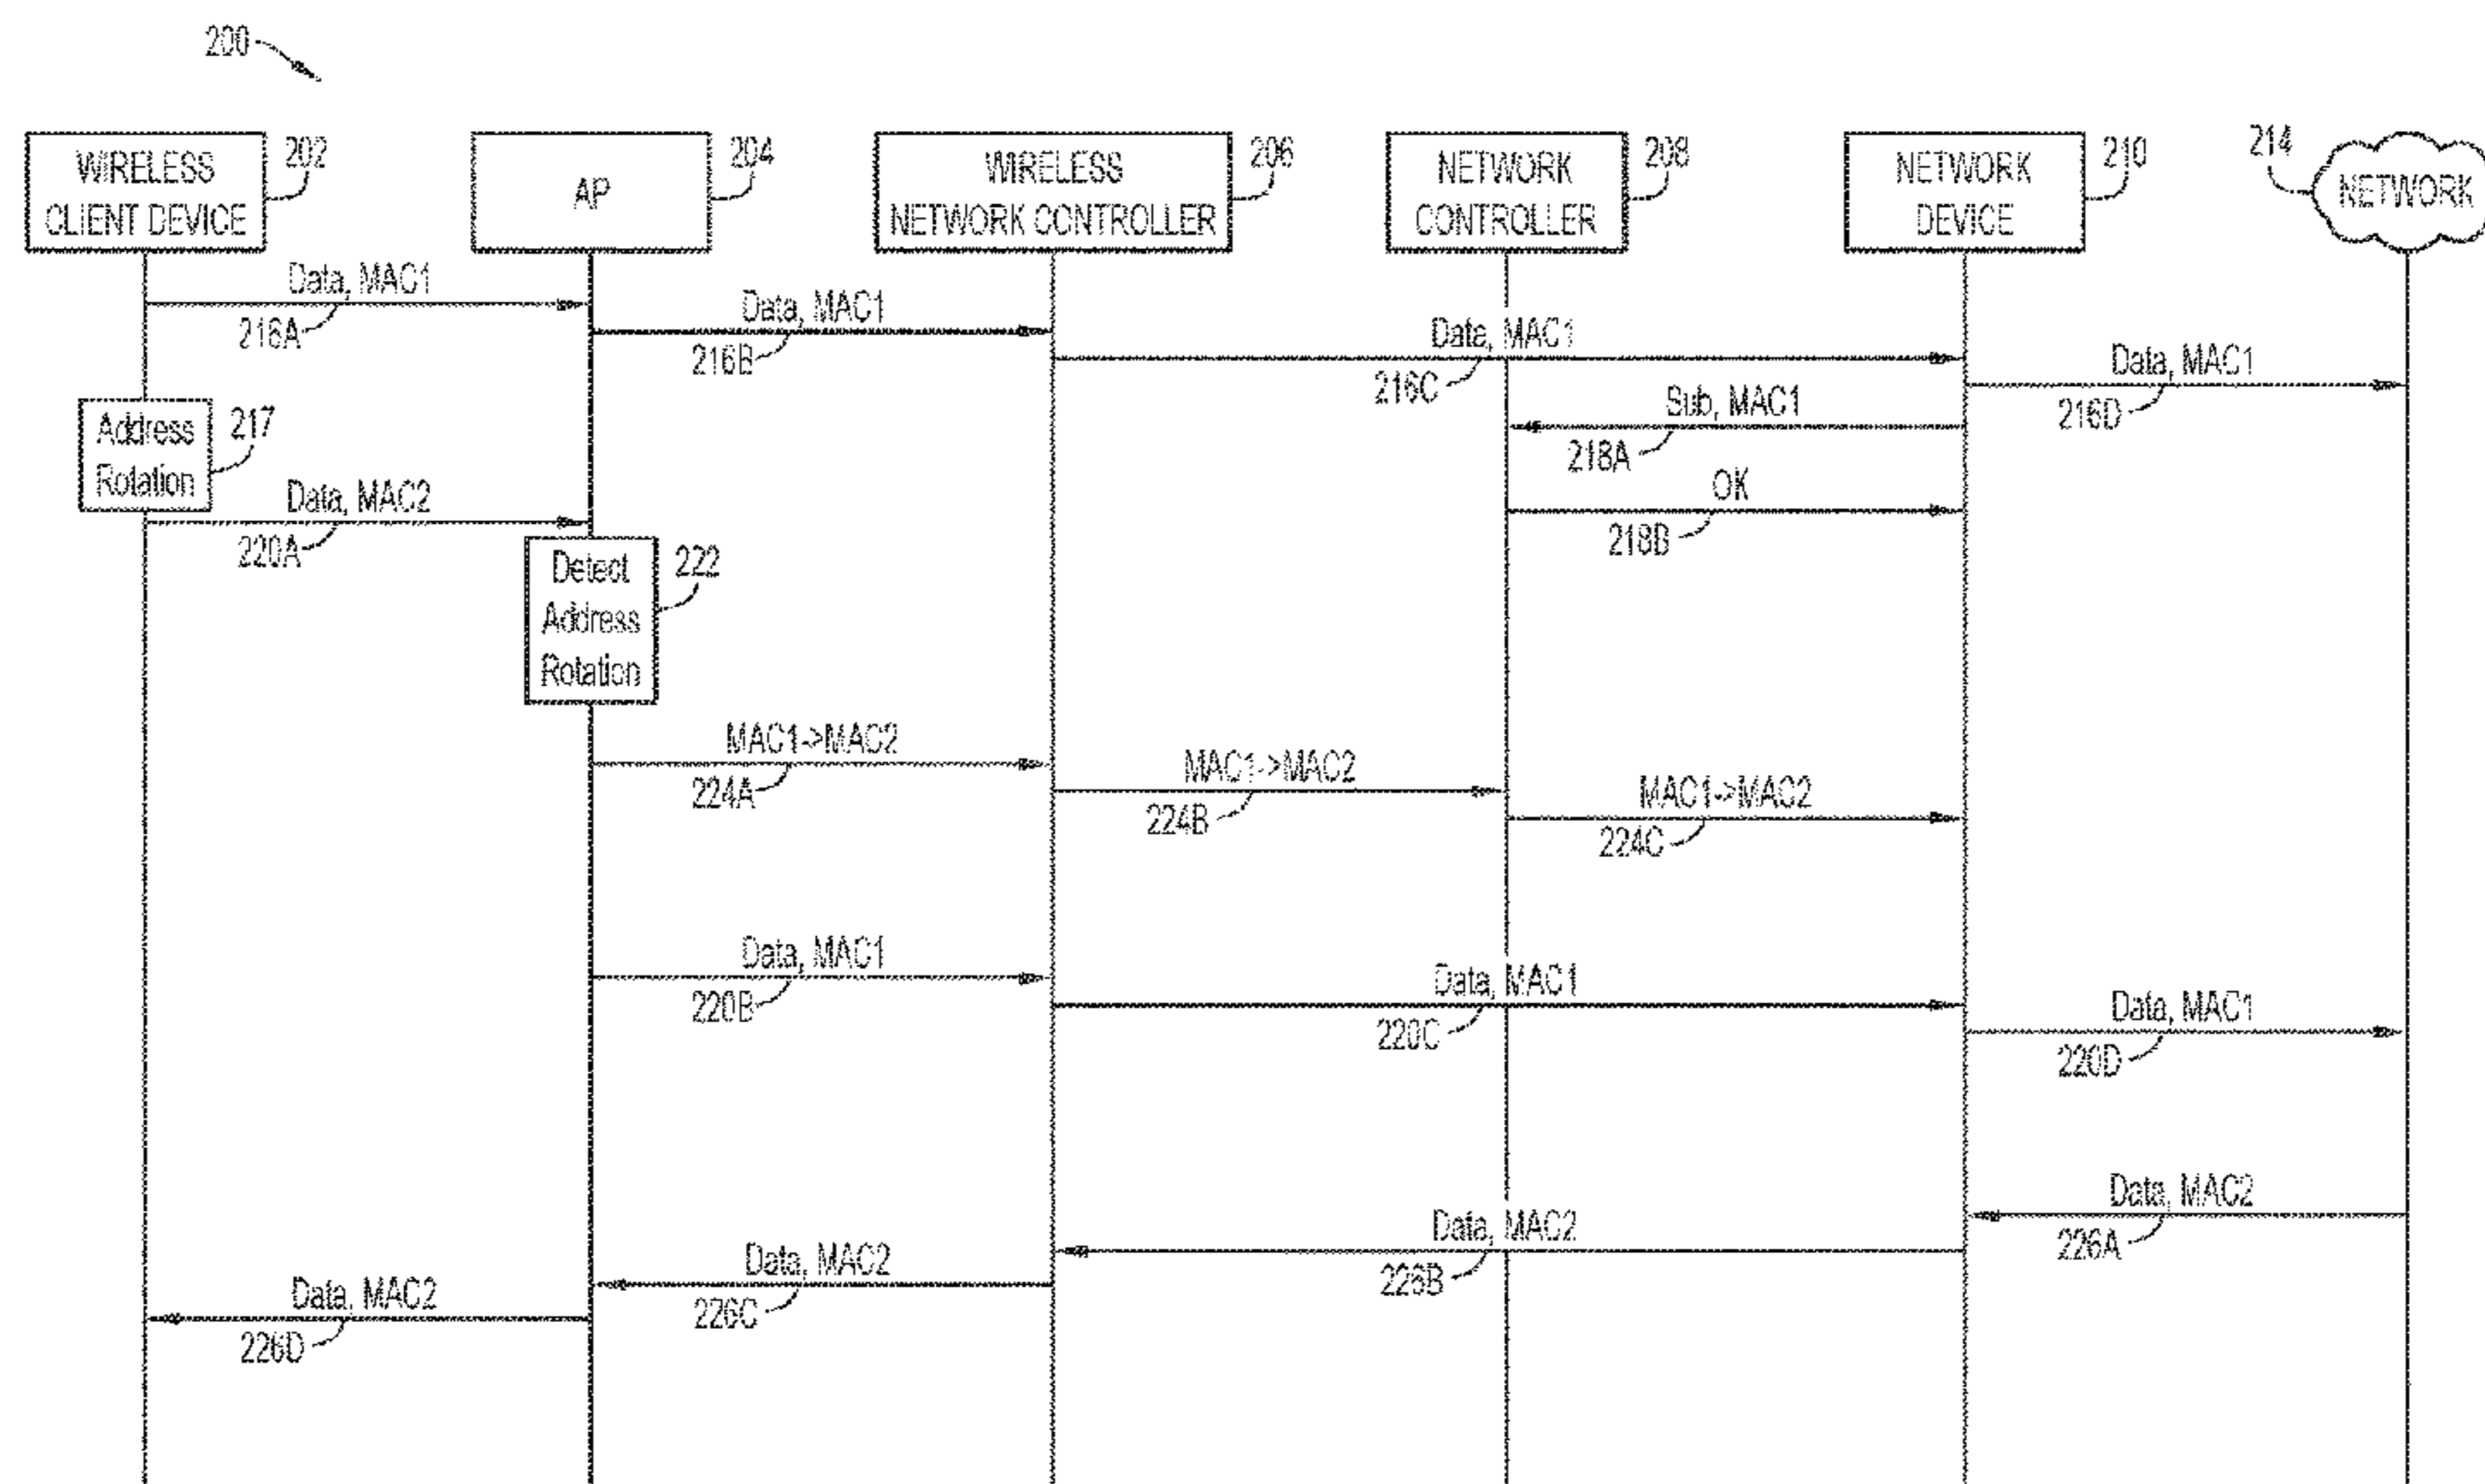 200
WIRELESS
CLIENT DEVICE
202
AP
204
WIRELESS
NETWORK CONTROLLER
206
NETWORK
CONTROLLER
208
NETWORK
DEVICE
210
214
NETWORK
Data, MAC1
216A
Data, MAC1
216B
Data, MAC1
216C
Data, MAC1
216D
Sub, MAC1
218A
Address
Rotation
217
OK
218B
Data, MAC2
220A
Detect
Address
Rotation
222
MAC1->MAC2
224A
MAC1->MAC2
224B
MAC1->MAC2
224C
Data, MAC1
220B
Data, MAC1
220C
Data, MAC1
220D
Data, MAC2
226A
Data, MAC2
226B
Data, MAC2
226C
Data, MAC2
226D